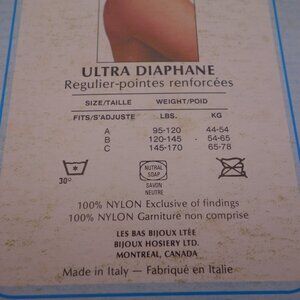 ULTRA DIAPHANE
Regulier-pointes renforcées
SIZE/TAILLE WEIGHT/POID
FITS/S'ADJUSTE LBS. KG
A 95-120 44-54
B 120-145 54-65
C 145-170 65-78
30° NUTRAL SOAP
SAVON
NEUTRE
100% NYLON Exclusive of findings
100% NYLON Garniture non comprise
LES BAS BIJOUX LTÉE
BIJOUX HOSIERY LTD.
MONTREAL, CANADA
Made in Italy — Fabriqué en Italie